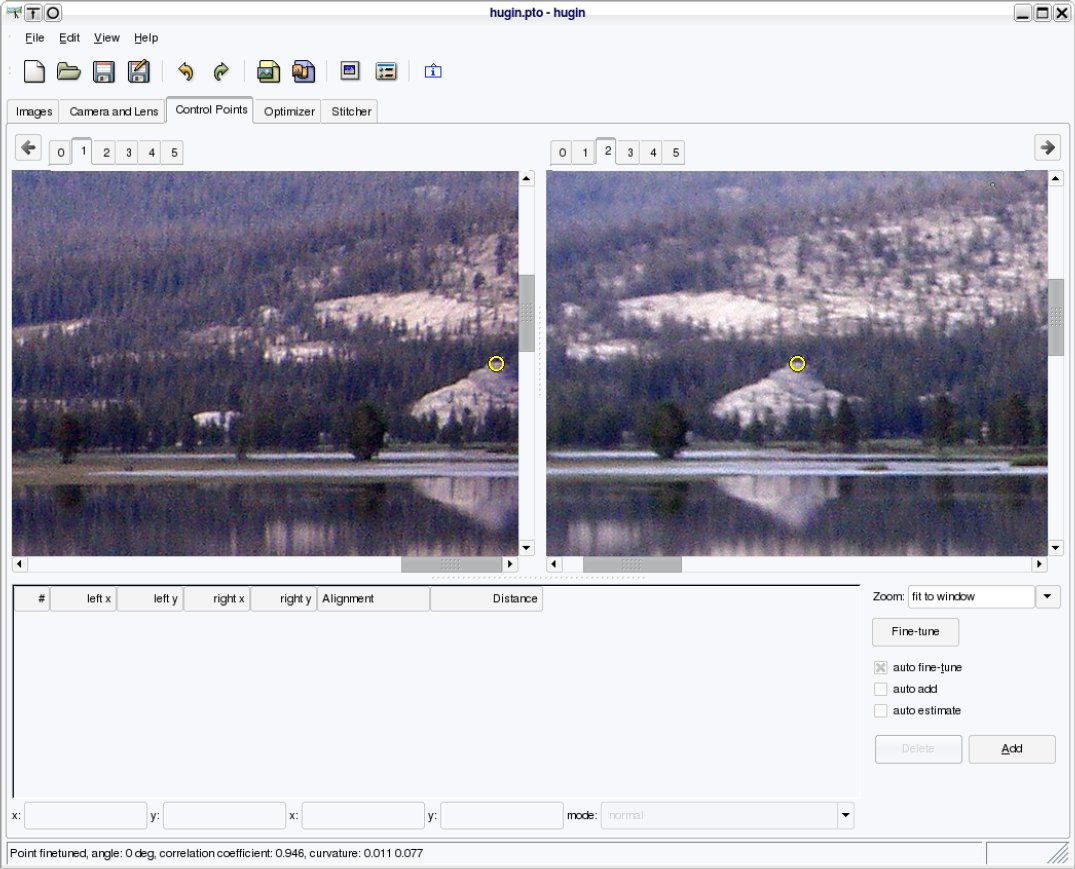 hugin.pto - hugin
File Edit View Help
Images Camera and Lens Control Points Optimizer Stitcher
0 1 2 3 4 5 0 1 2 3 4 5
# left x left y right x right y Alignment Distance
Zoom: fit to window
Fine-tune
auto fine-tune
auto add
auto estimate
Delete Add
x: y: x: y: mode: normal
Point finetuned, angle: 0 deg, correlation coefficient: 0.946, curvature: 0.011 0.077